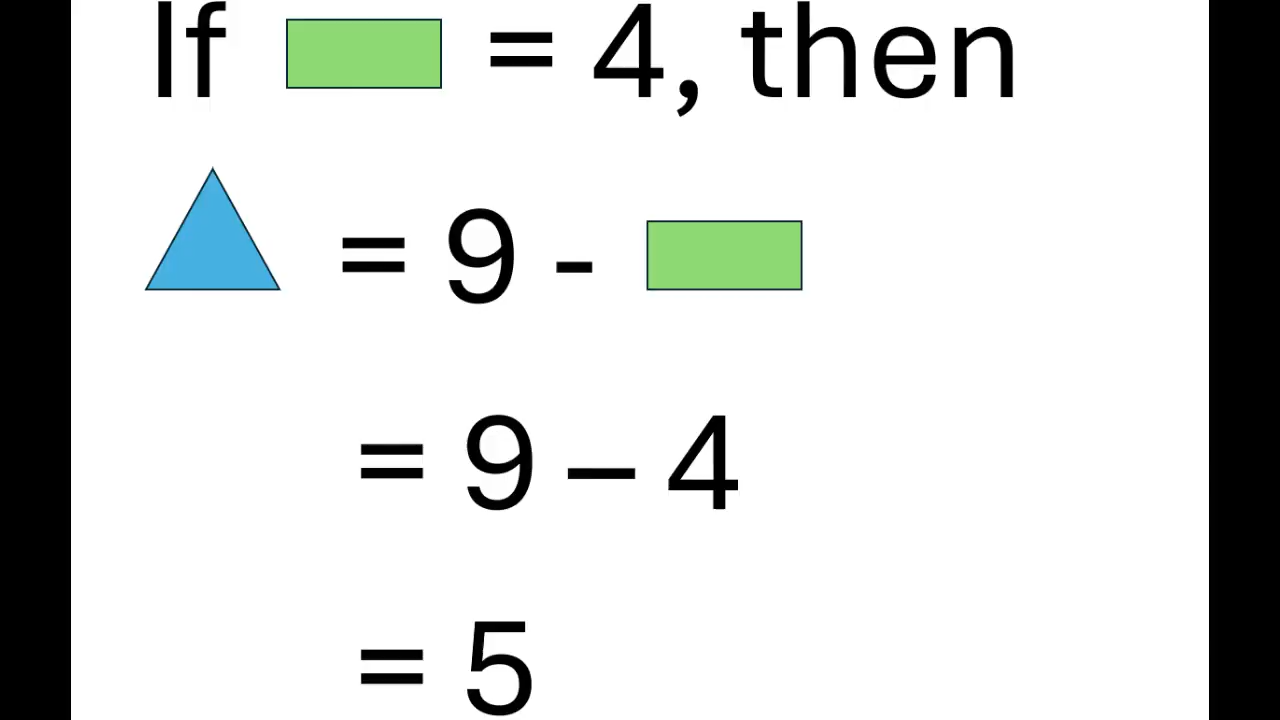 If = 4, then
= 9 -
= 9 – 4
= 5